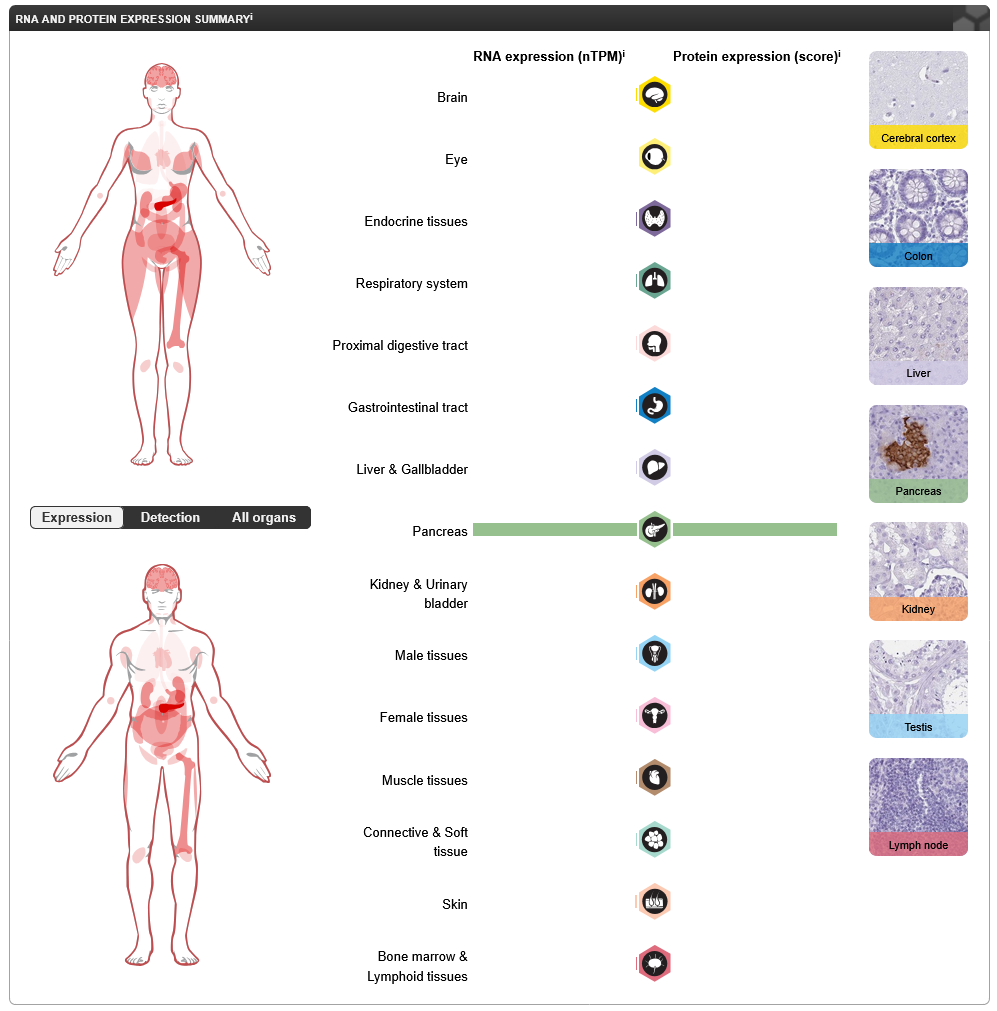 RNA AND PROTEIN EXPRESSION SUMMARYi
RNA expression (nTPM)i
Protein expression (score)i
Brain
Eye
Endocrine tissues
Respiratory system
Proximal digestive tract
Gastrointestinal tract
Liver & Gallbladder
Pancreas
Kidney & Urinary
bladder
Male tissues
Female tissues
Muscle tissues
Connective & Soft
tissue
Skin
Bone marrow &
Lymphoid tissues
Expression
Detection
All organs
Cerebral cortex
Colon
Liver
Pancreas
Kidney
Testis
Lymph node